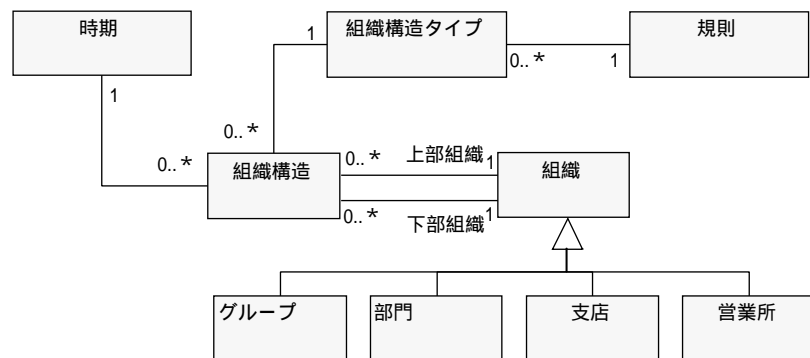 時期
組織構造タイプ
規則
1
0..*
1
1
0..*
0..*
組織構造
0..*
上部組織
1
組織
0..*
下部組織
1
グループ
部門
支店
営業所